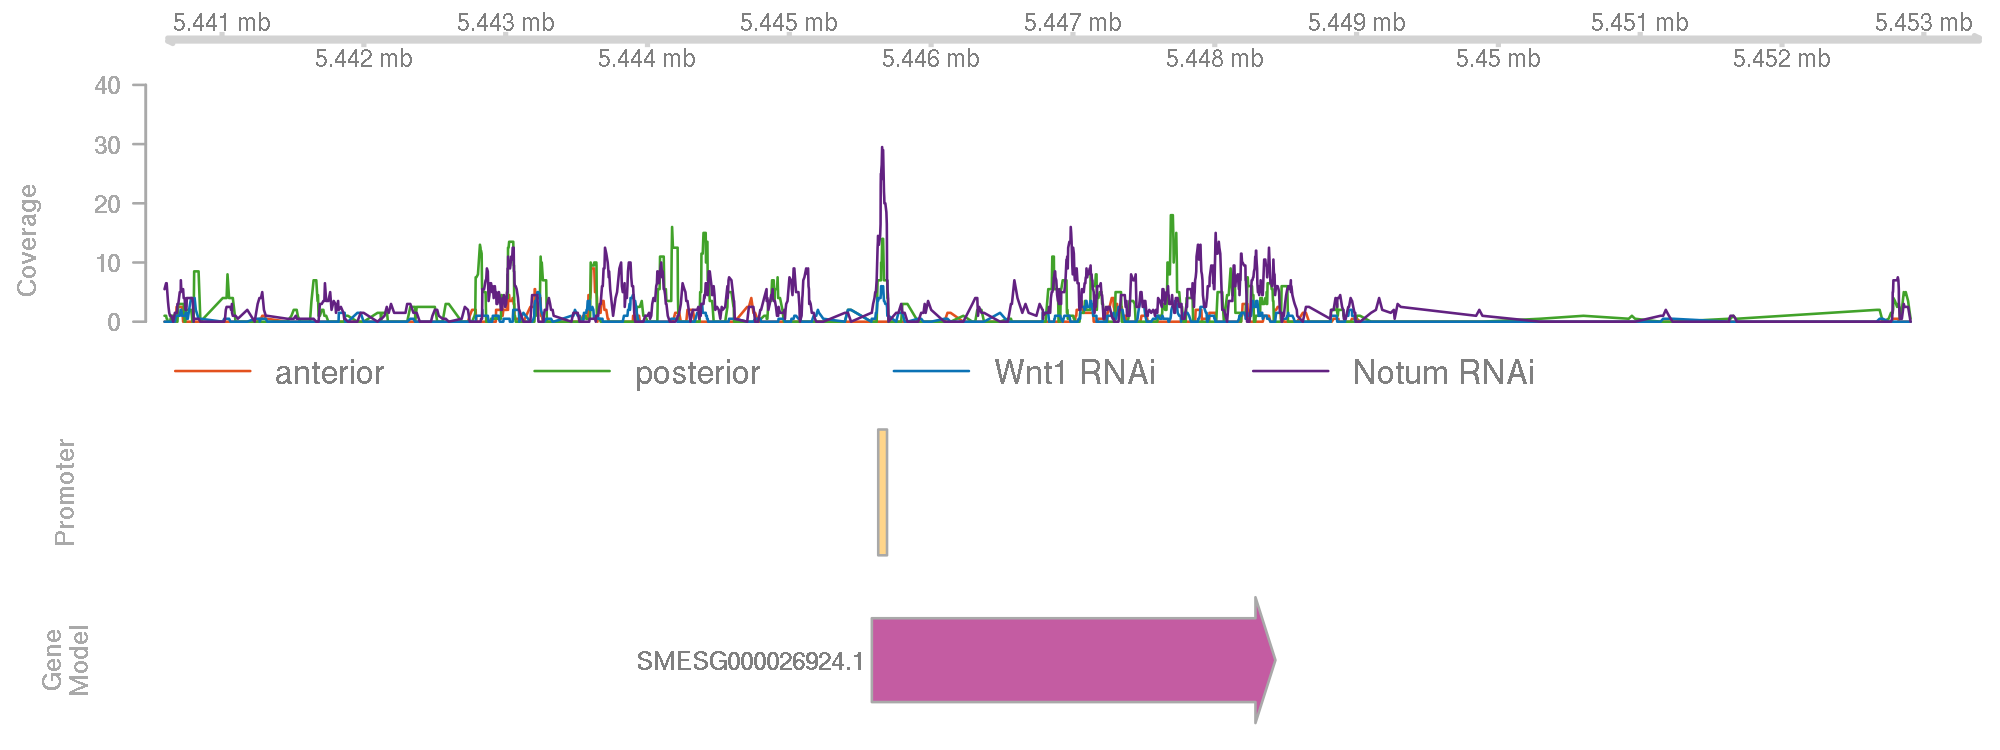 5.441 mb 5.443 mb 5.445 mb 5.447 mb 5.449 mb 5.451 mb 5.453 mb
5.442 mb 5.444 mb 5.446 mb 5.448 mb 5.45 mb 5.452 mb
40
30
20
10
0
Coverage
anterior posterior Wnt1 RNAi Notum RNAi
Promoter
Gene
Model
SMESG000026924.1